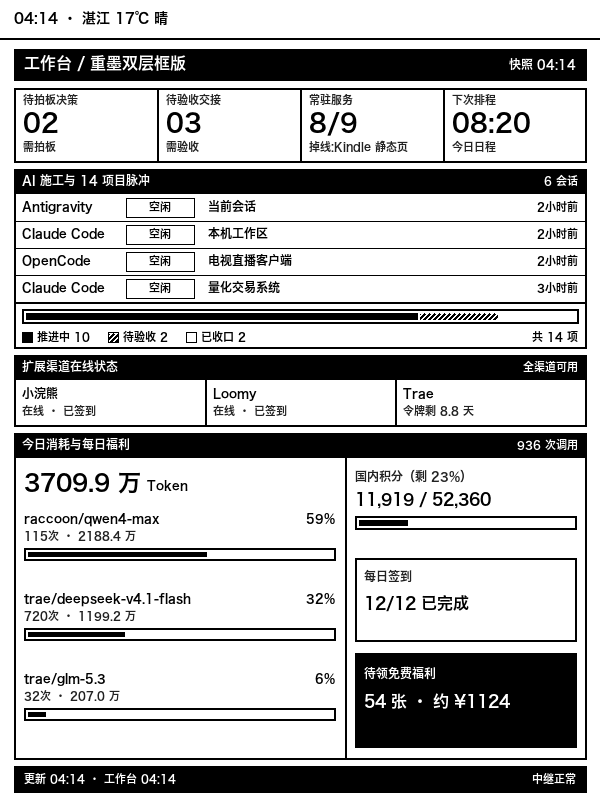 04:14 · 湛江 17℃ 晴
工作台 / 重墨双层框版 快照 04:14
待拍板决策 待验收交接 常驻服务 下次排程
02 03 8/9 08:20
需拍板 需验收 掉线:Kindle 静态页 今日日程
AI 施工与 14 项目脉冲 6 会话
Antigravity 空闲 当前会话 2小时前
Claude Code 空闲 本机工作区 2小时前
OpenCode 空闲 电视直播客户端 2小时前
Claude Code 空闲 量化交易系统 3小时前
推进中 10 待验收 2 已收口 2 共 14 项
扩展渠道在线状态 全渠道可用
小浣熊 Loomy Trae
在线 · 已签到 在线 · 已签到 令牌剩 8.8 天
今日消耗与每日福利 936 次调用
3709.9 万 Token
raccoon/qwen4-max 59%
115次 · 2188.4 万
trae/deepseek-v4.1-flash 32%
720次 · 1199.2 万
trae/glm-5.3 6%
32次 · 207.0 万
国内积分（剩 23%）
11,919 / 52,360
每日签到
12/12 已完成
待领免费福利
54 张 · 约 ¥1124
更新 04:14 · 工作台 04:14 中继正常